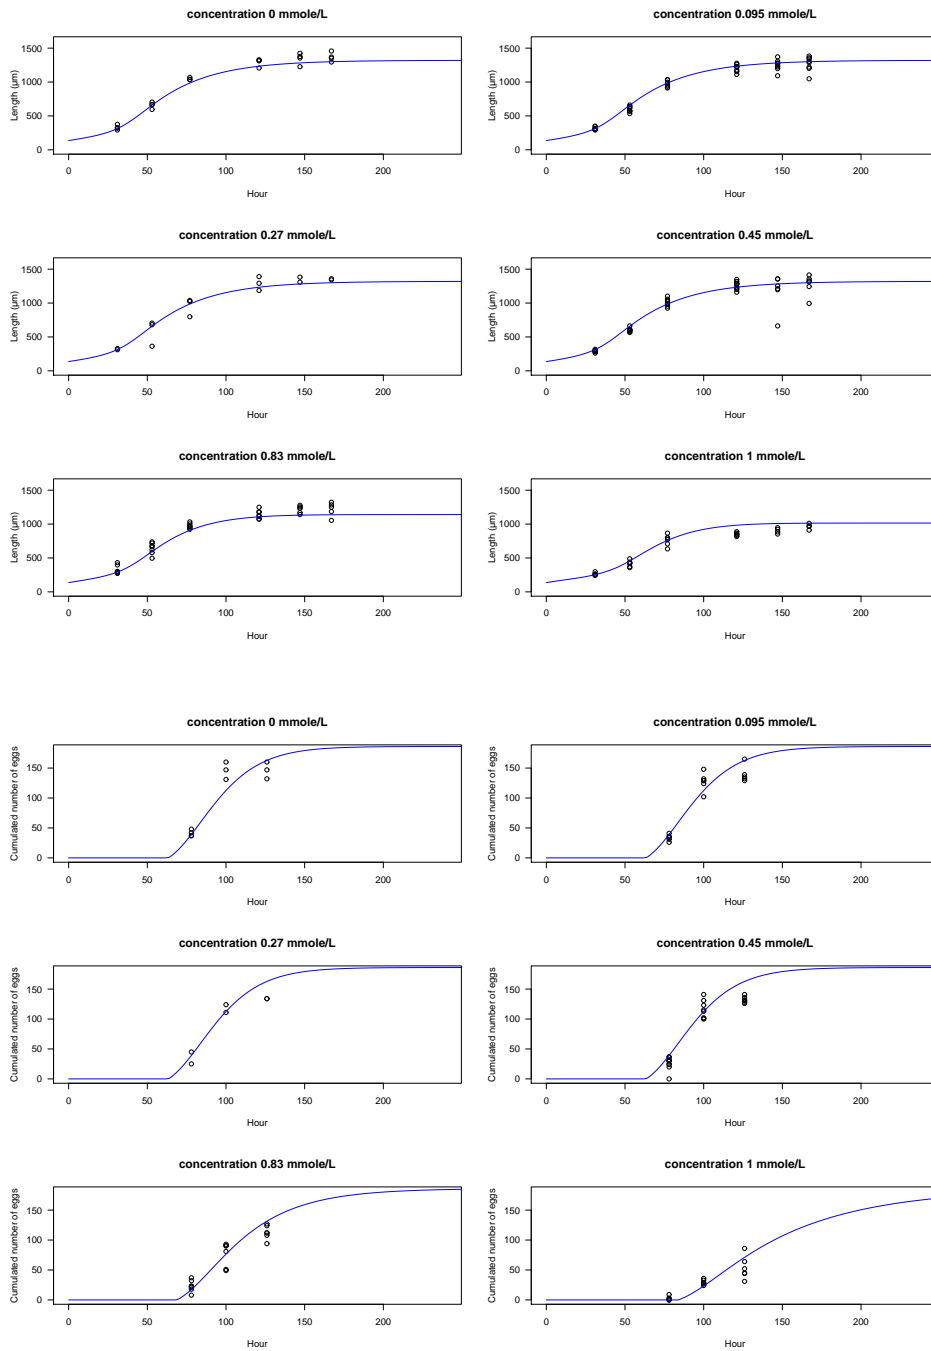 concentration 0 mmole/L
Length (µm)
1500
1000
500
0
0 50 100 150 200
Hour
concentration 0.095 mmole/L
Length (µm)
1500
1000
500
0
0 50 100 150 200
Hour
concentration 0.27 mmole/L
Length (µm)
1500
1000
500
0
0 50 100 150 200
Hour
concentration 0.45 mmole/L
Length (µm)
1500
1000
500
0
0 50 100 150 200
Hour
concentration 0.83 mmole/L
Length (µm)
1500
1000
500
0
0 50 100 150 200
Hour
concentration 1 mmole/L
Length (µm)
1500
1000
500
0
0 50 100 150 200
Hour
concentration 0 mmole/L
Cumulated number of eggs
150
100
50
0
0 50 100 150 200
Hour
concentration 0.095 mmole/L
Cumulated number of eggs
150
100
50
0
0 50 100 150 200
Hour
concentration 0.27 mmole/L
Cumulated number of eggs
150
100
50
0
0 50 100 150 200
Hour
concentration 0.45 mmole/L
Cumulated number of eggs
150
100
50
0
0 50 100 150 200
Hour
concentration 0.83 mmole/L
Cumulated number of eggs
150
100
50
0
0 50 100 150 200
Hour
concentration 1 mmole/L
Cumulated number of eggs
150
100
50
0
0 50 100 150 200
Hour